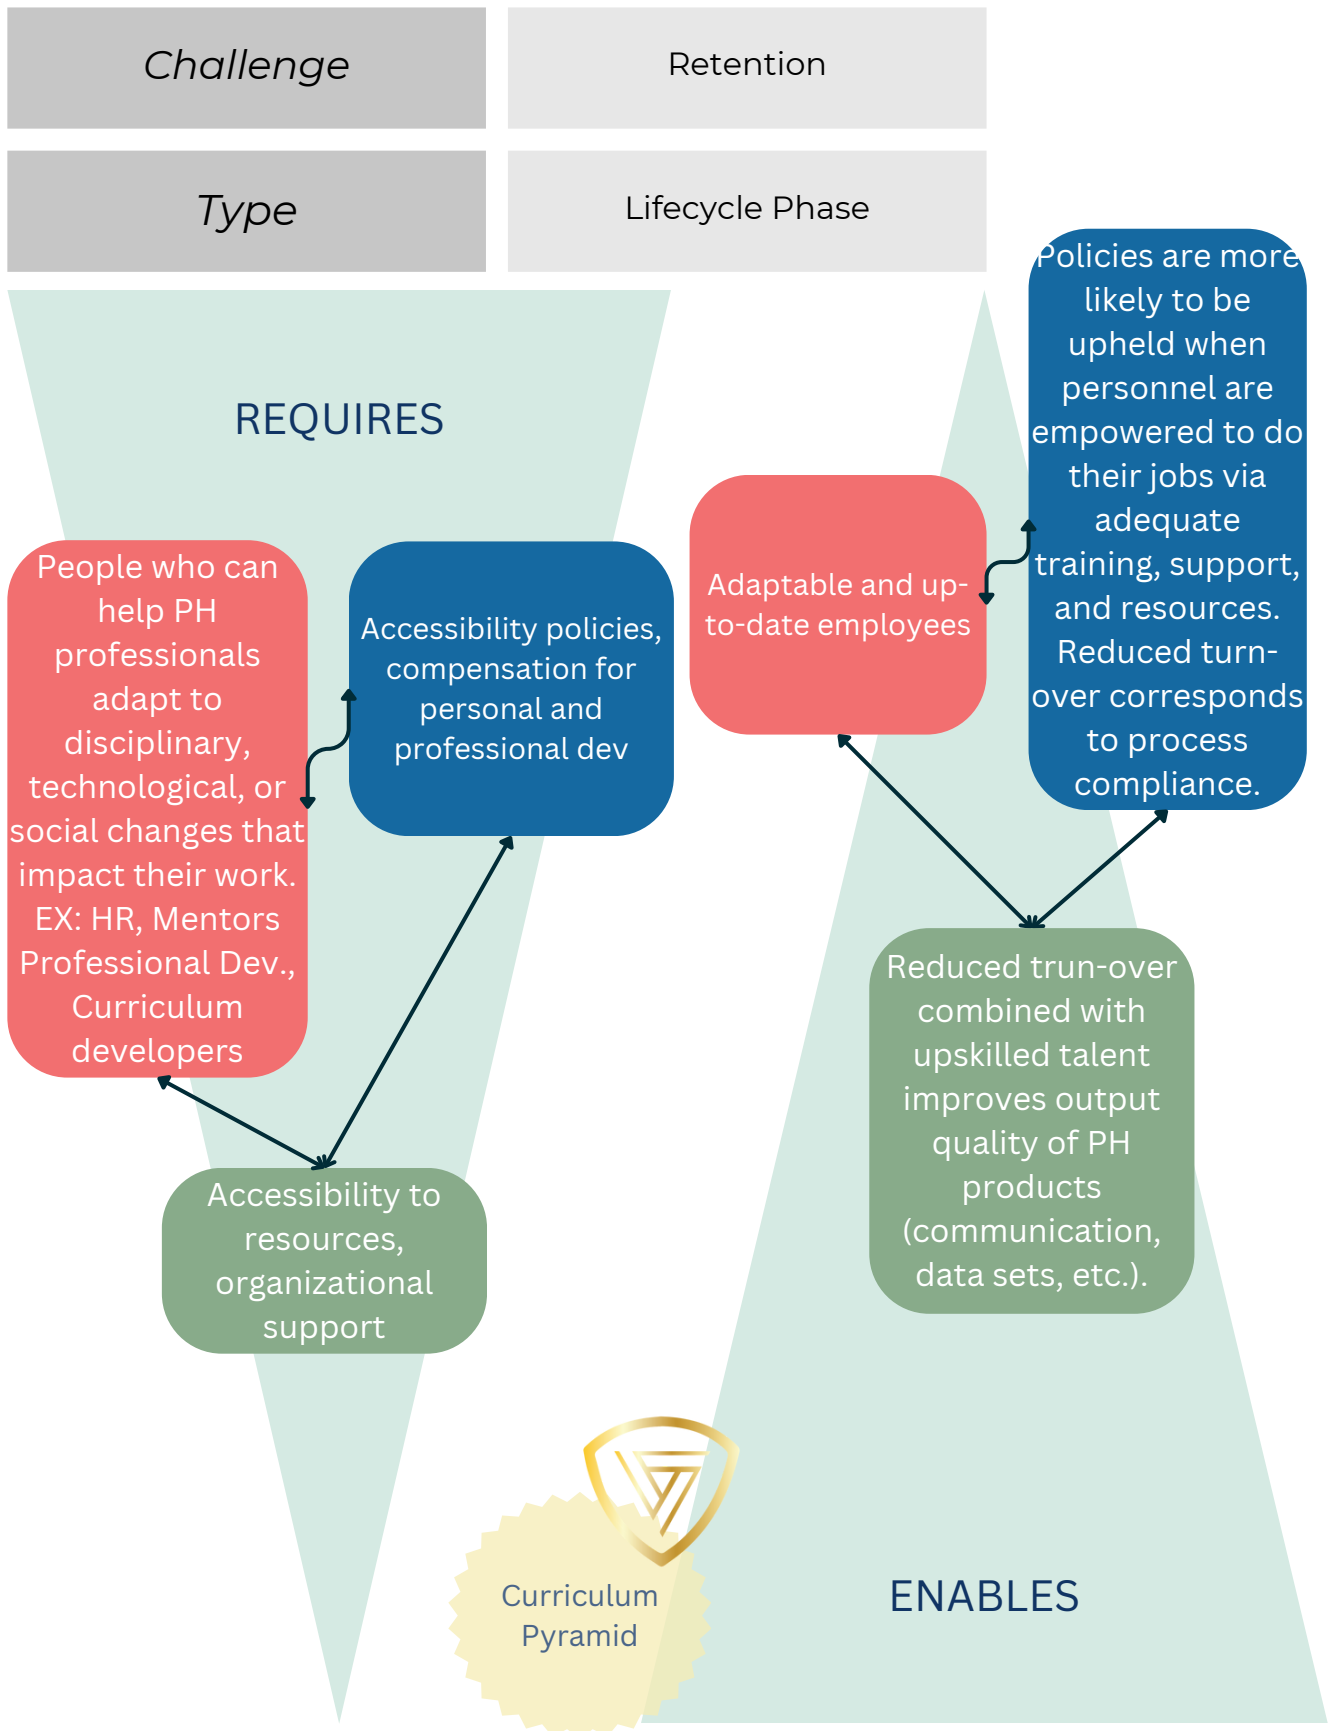 Challenge
Retention
Type
Lifecycle Phase
REQUIRES
People who can
help PH
professionals
adapt to
disciplinary,
technological, or
social changes that
impact their work.
EX: HR, Mentors
Professional Dev.,
Curriculum
developers
Accessibility policies,
compensation for
personal and
professional dev
Accessibility to
resources,
organizational
support
Adaptable and up-
to-date employees
Policies are more
likely to be
upheld when
personnel are
empowered to do
their jobs via
adequate
training, support,
and resources.
Reduced turn-
over corresponds
to process
compliance.
Reduced trun-over
combined with
upskilled talent
improves output
quality of PH
products
(communication,
data sets, etc.).
Curriculum
Pyramid
ENABLES